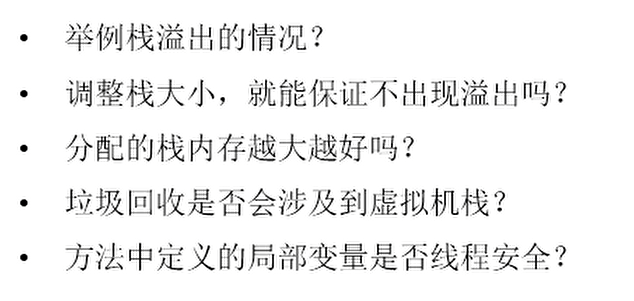 • 举例栈溢出的情况？
• 调整栈大小，就能保证不出现溢出吗？
• 分配的栈内存越大越好吗？
• 垃圾回收是否会涉及到虚拟机栈？
• 方法中定义的局部变量是否线程安全？